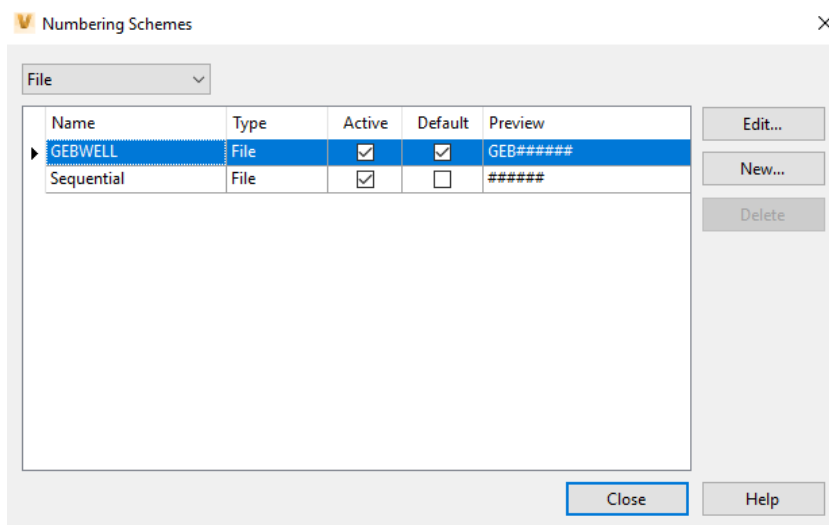 Numbering Schemes
File
Name Type Active Default Preview
GEBWELL File GEB######
Sequential File ######
Edit...
New...
Delete
Close Help